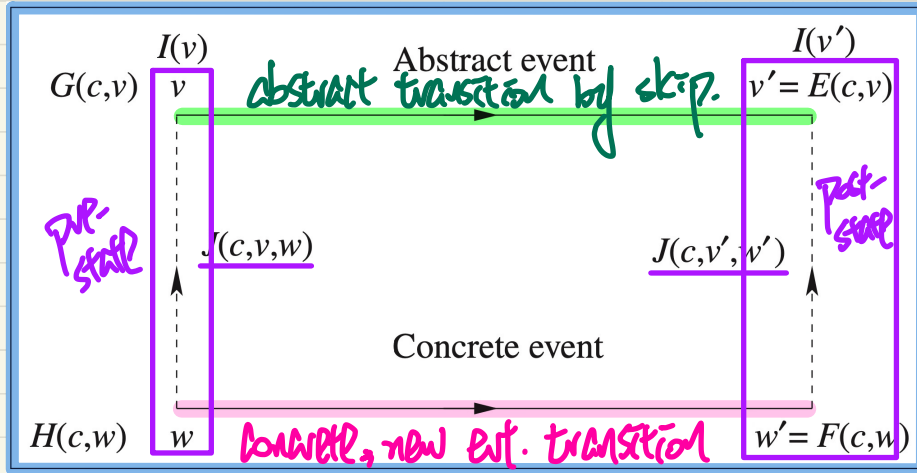 I(v)
Abstract event
I(v′)
G(c,v)
v
abstract transition by skip.
v′= E(c,v)
pre-
state
J(c,v,w)
J(c,v′,w′)
post-
state
Concrete event
H(c,w)
w
concrete, new evt. transition
w′= F(c,w)